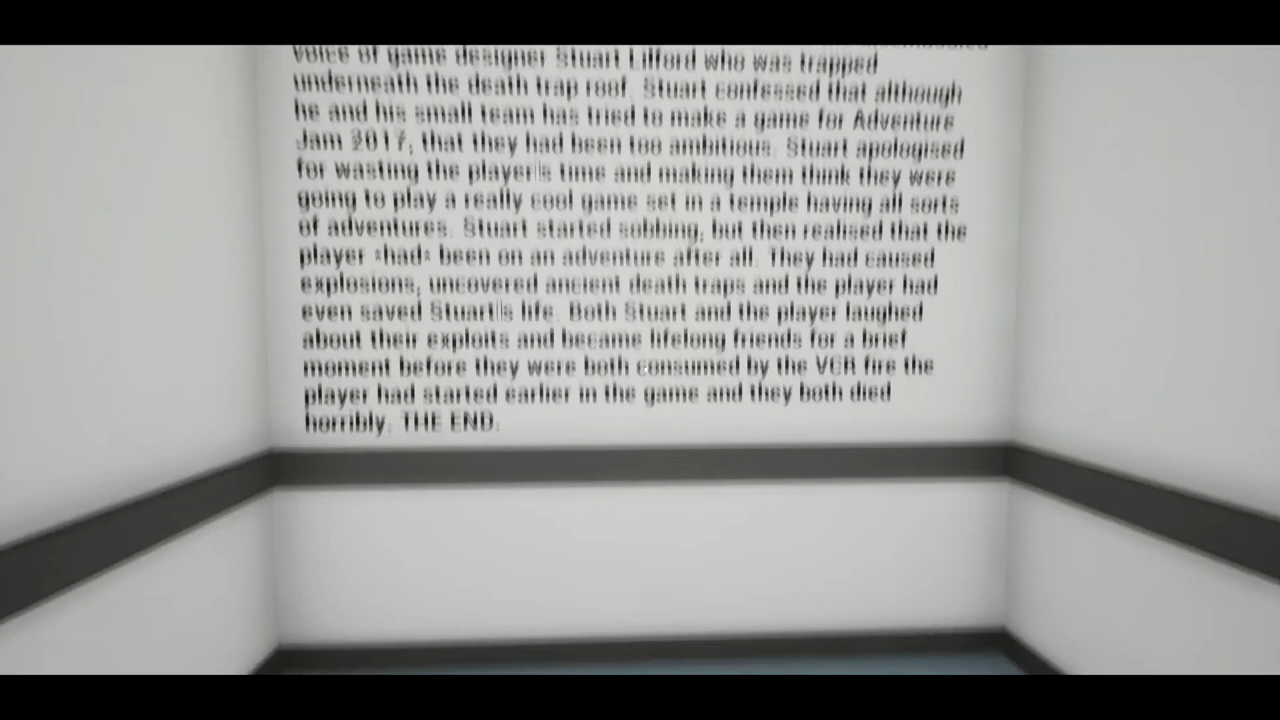 voice of game designer Stuart Lilford who was trapped
underneath the death trap roof. Stuart confessed that although
he and his small team has tried to make a game for Adventure
Jam 2017, that they had been too ambitious. Stuart apologised
for wasting the player□s time and making them think they were
going to play a really cool game set in a temple having all sorts
of adventures. Stuart started sobbing, but then realised that the
player *had* been on an adventure after all. They had caused
explosions, uncovered ancient death traps and the player had
even saved Stuart□s life. Both Stuart and the player laughed
about their exploits and became lifelong friends for a brief
moment before they were both consumed by the VCR fire the
player had started earlier in the game and they both died
horribly. THE END.